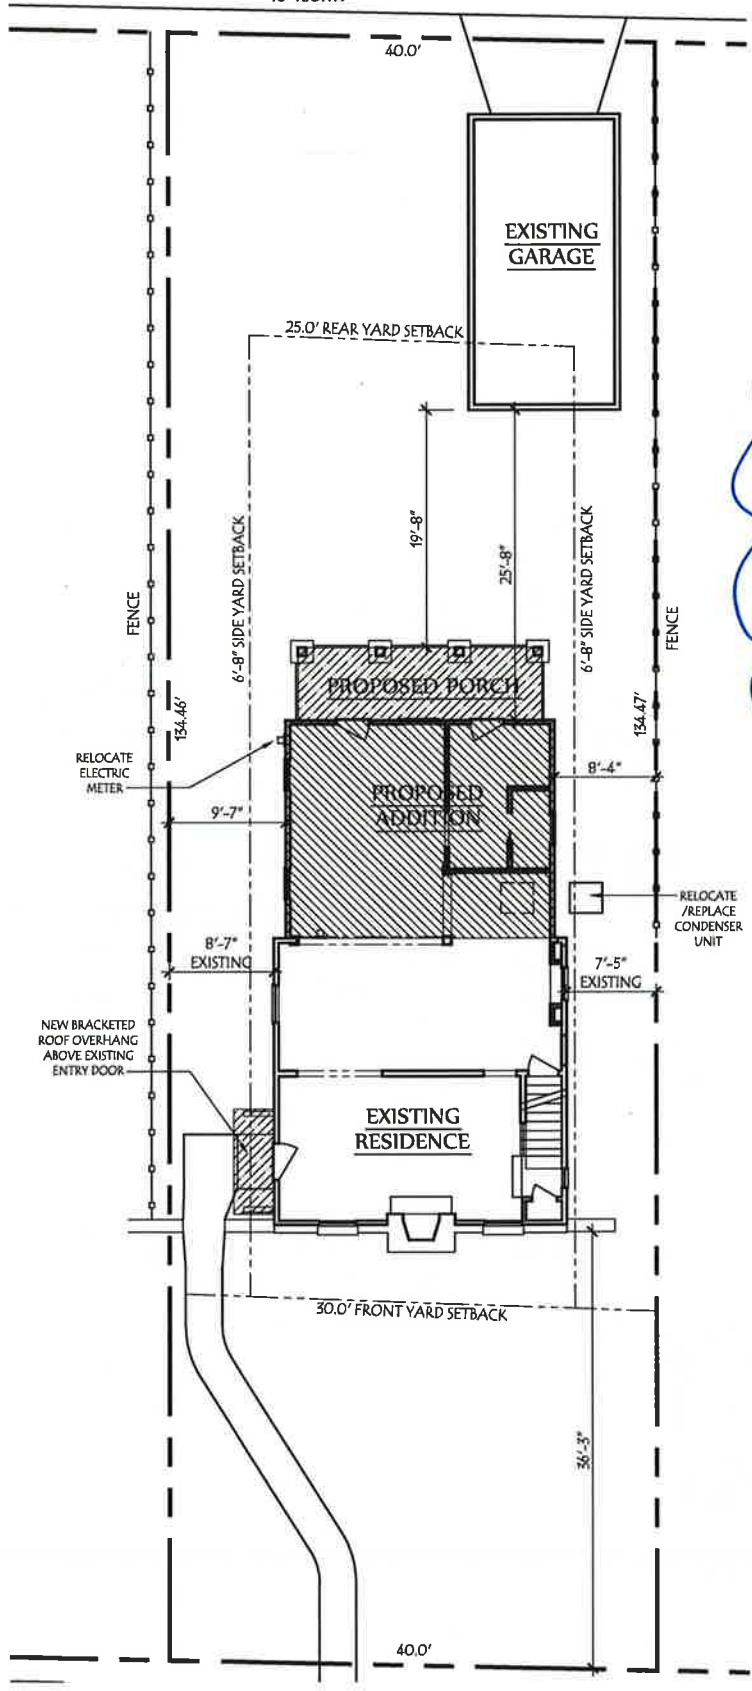 40.0'
EXISTING
GARAGE
25.0' REAR YARD SETBACK
19'-8"
25'-8"
6'-8" SIDE YARD SETBACK
6'-8" SIDE YARD SETBACK
FENCE
FENCE
134.46'
134.47'
PROPOSED PORCH
RELOCATE
ELECTRIC
METER
8'-4"
PROPOSED
ADDITION
9'-7"
RELOCATE
/REPLACE
CONDENSER
UNIT
8'-7"
EXISTING
7'-5"
EXISTING
NEW BRACKETED
ROOF OVERHANG
ABOVE EXISTING
ENTRY DOOR
EXISTING
RESIDENCE
30.0' FRONT YARD SETBACK
36'-3"
40.0'